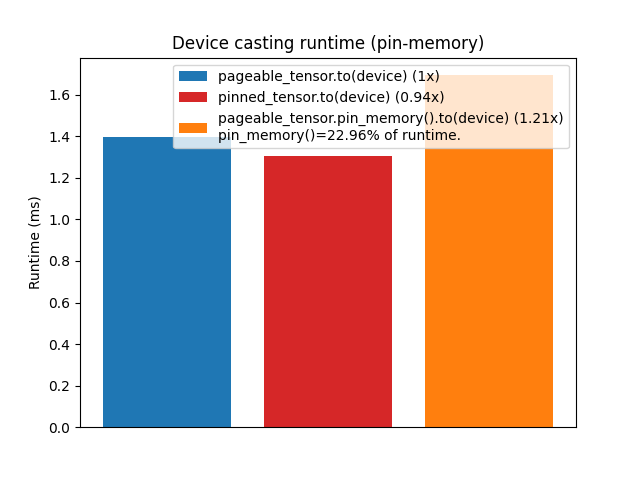 Device casting runtime (pin-memory)
pageable_tensor.to(device) (1x)
pinned_tensor.to(device) (0.94x)
pageable_tensor.pin_memory().to(device) (1.21x)
pin_memory()=22.96% of runtime.
Runtime (ms)
1.6
1.4
1.2
1.0
0.8
0.6
0.4
0.2
0.0